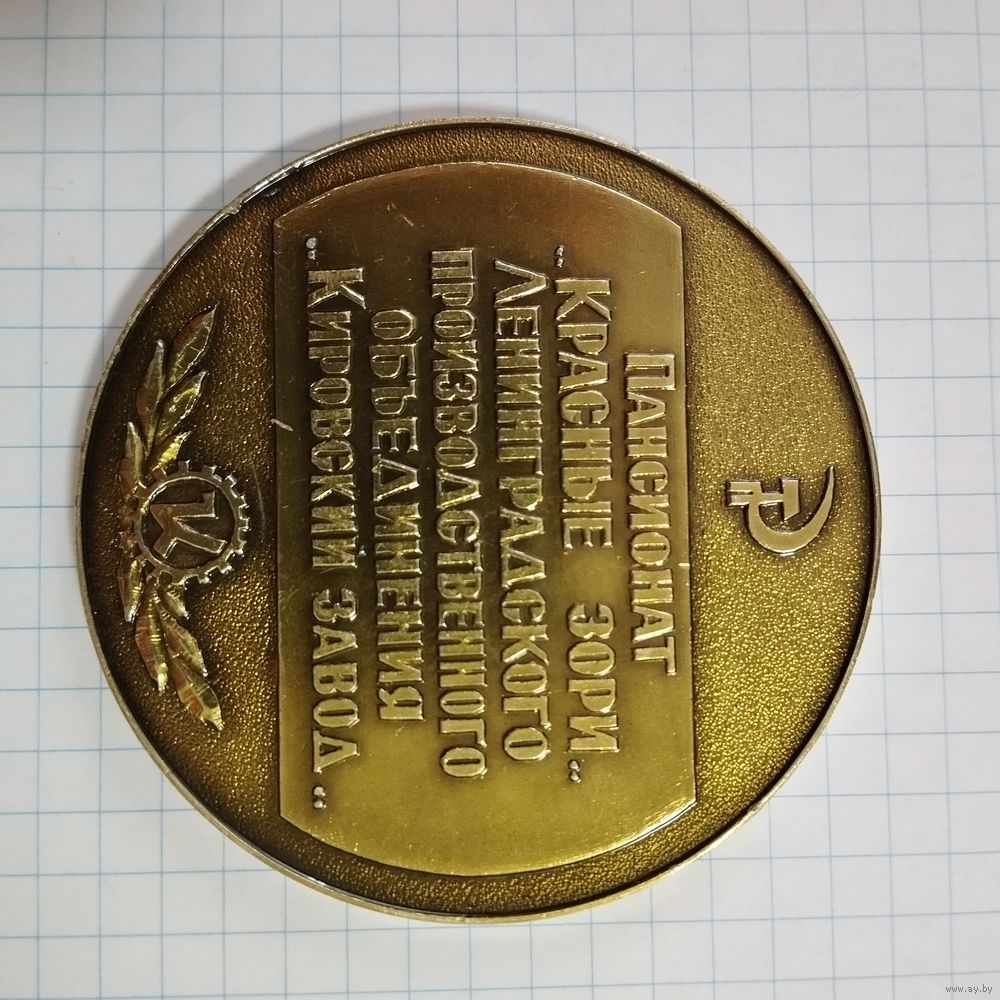 Пансионат
„Красные зори“
Ленинградского
производственного
объединения
„Кировский завод“
www.ay.by